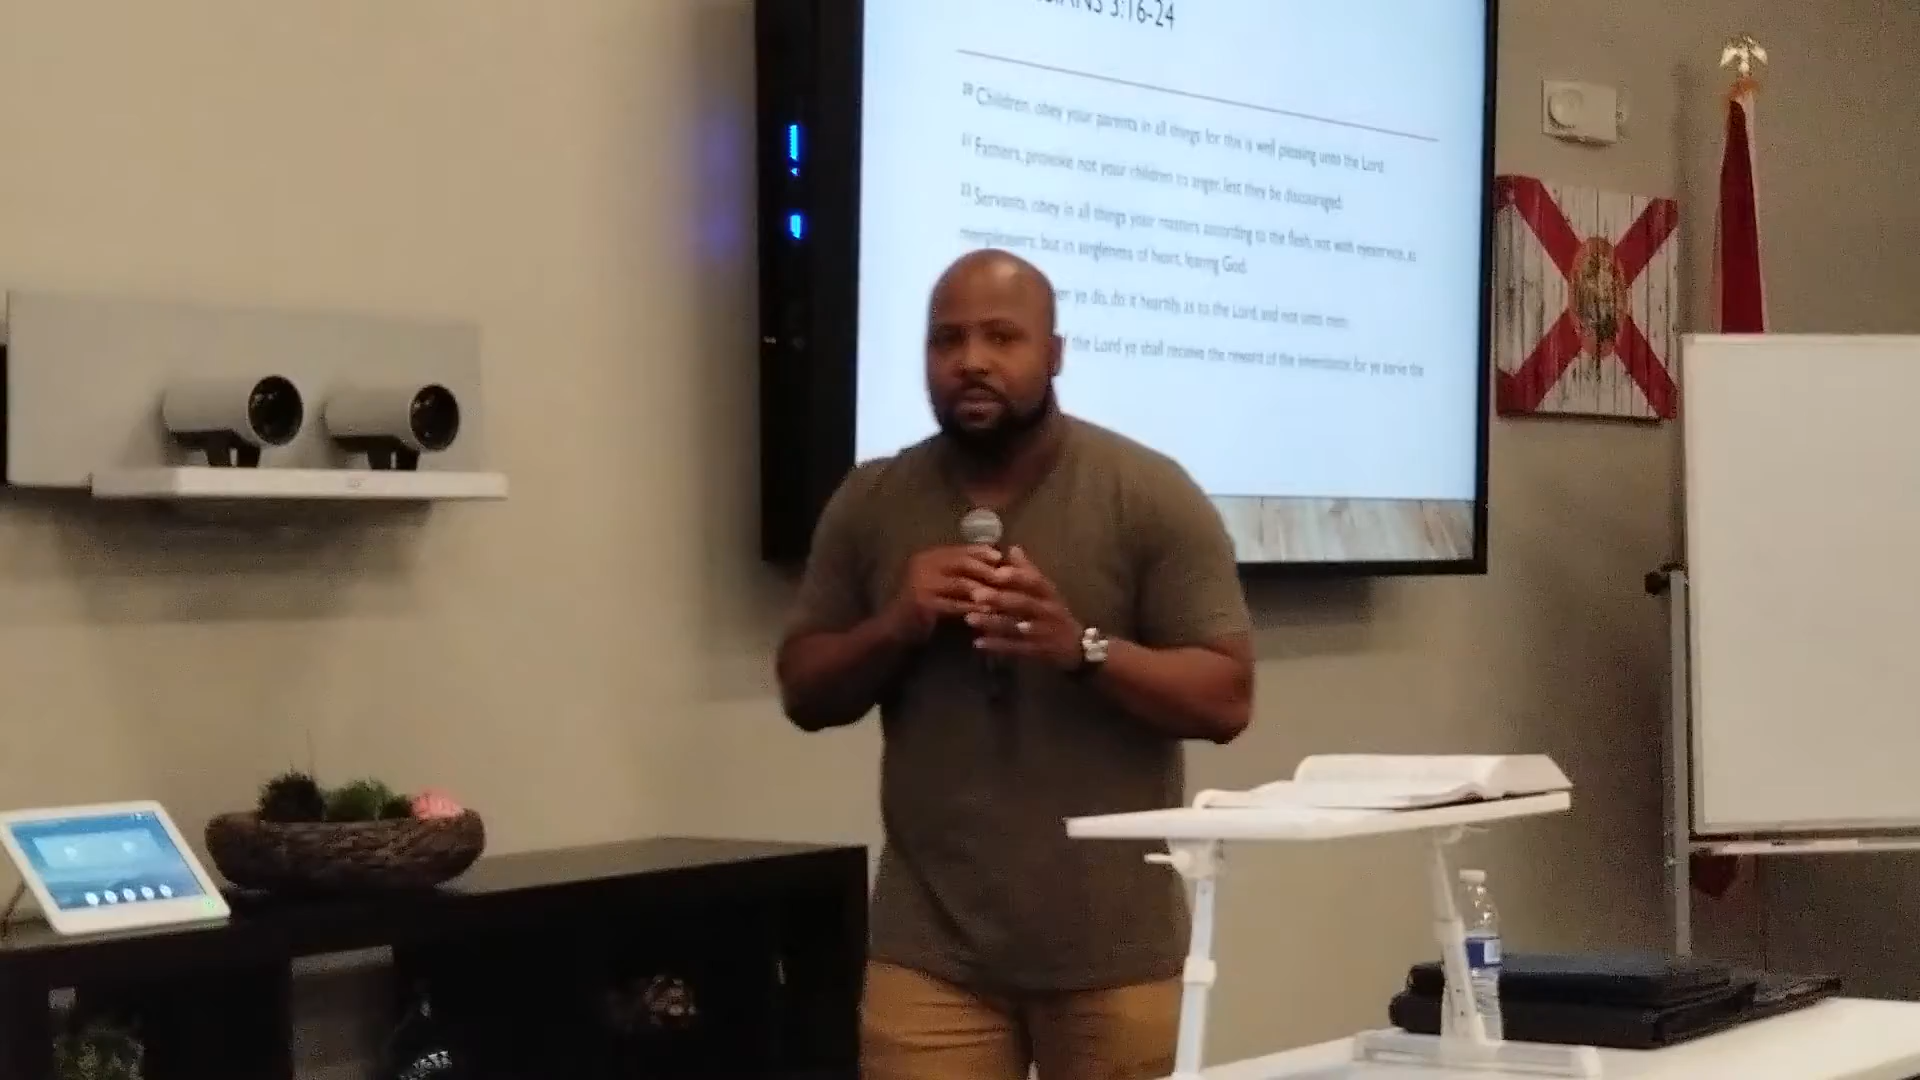 SIANS 3:16-24
20 Children, obey your parents in all things: for this is well pleasing unto the Lord.
21 Fathers, provoke not your children to anger, lest they be discouraged.
22 Servants, obey in all things your masters according to the flesh; not with eyeservice, as
menpleasers; but in singleness of heart, fearing God:
ye do, do it heartily, as to the Lord, and not unto men;
the Lord ye shall receive the reward of the inheritance: for ye serve the